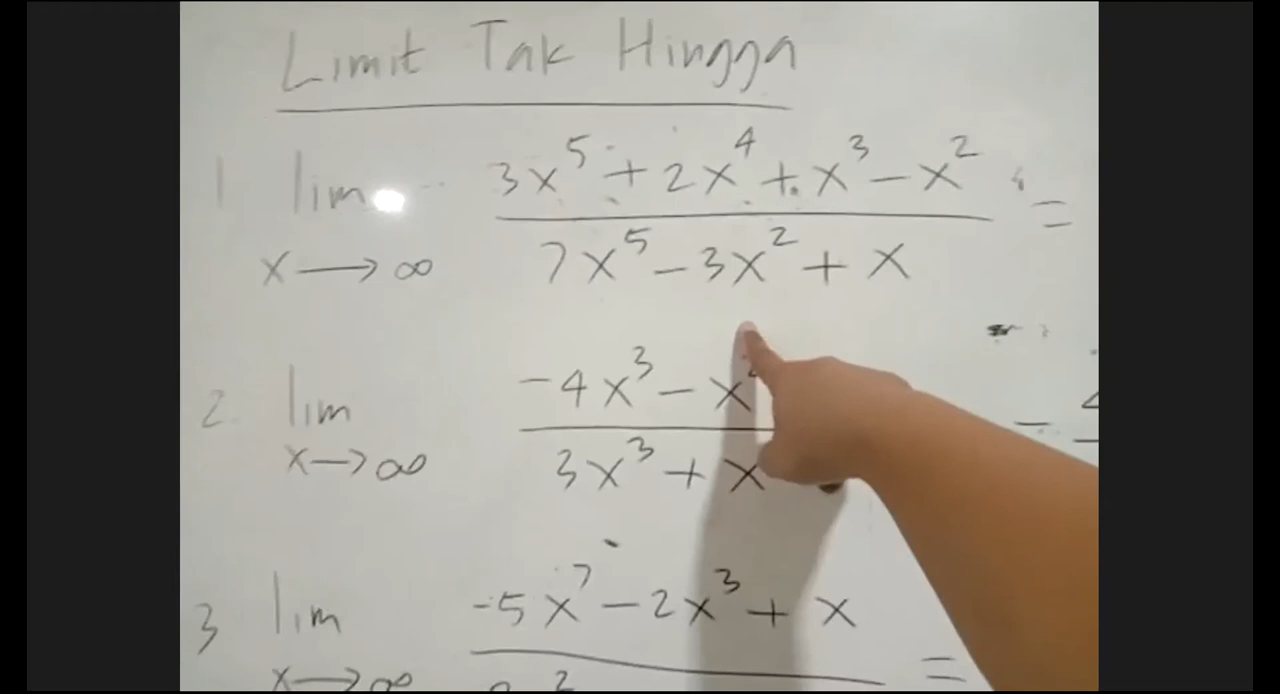 Limit Tak Hingga
1 lim x→∞ (3x⁵ + 2x⁴ + x³ − x²) / (7x⁵ − 3x² + x) =
2. lim x→∞ (−4x³ − x) / (3x³ + x) =
3 lim x→∞ −5x⁷ − 2x³ + x =